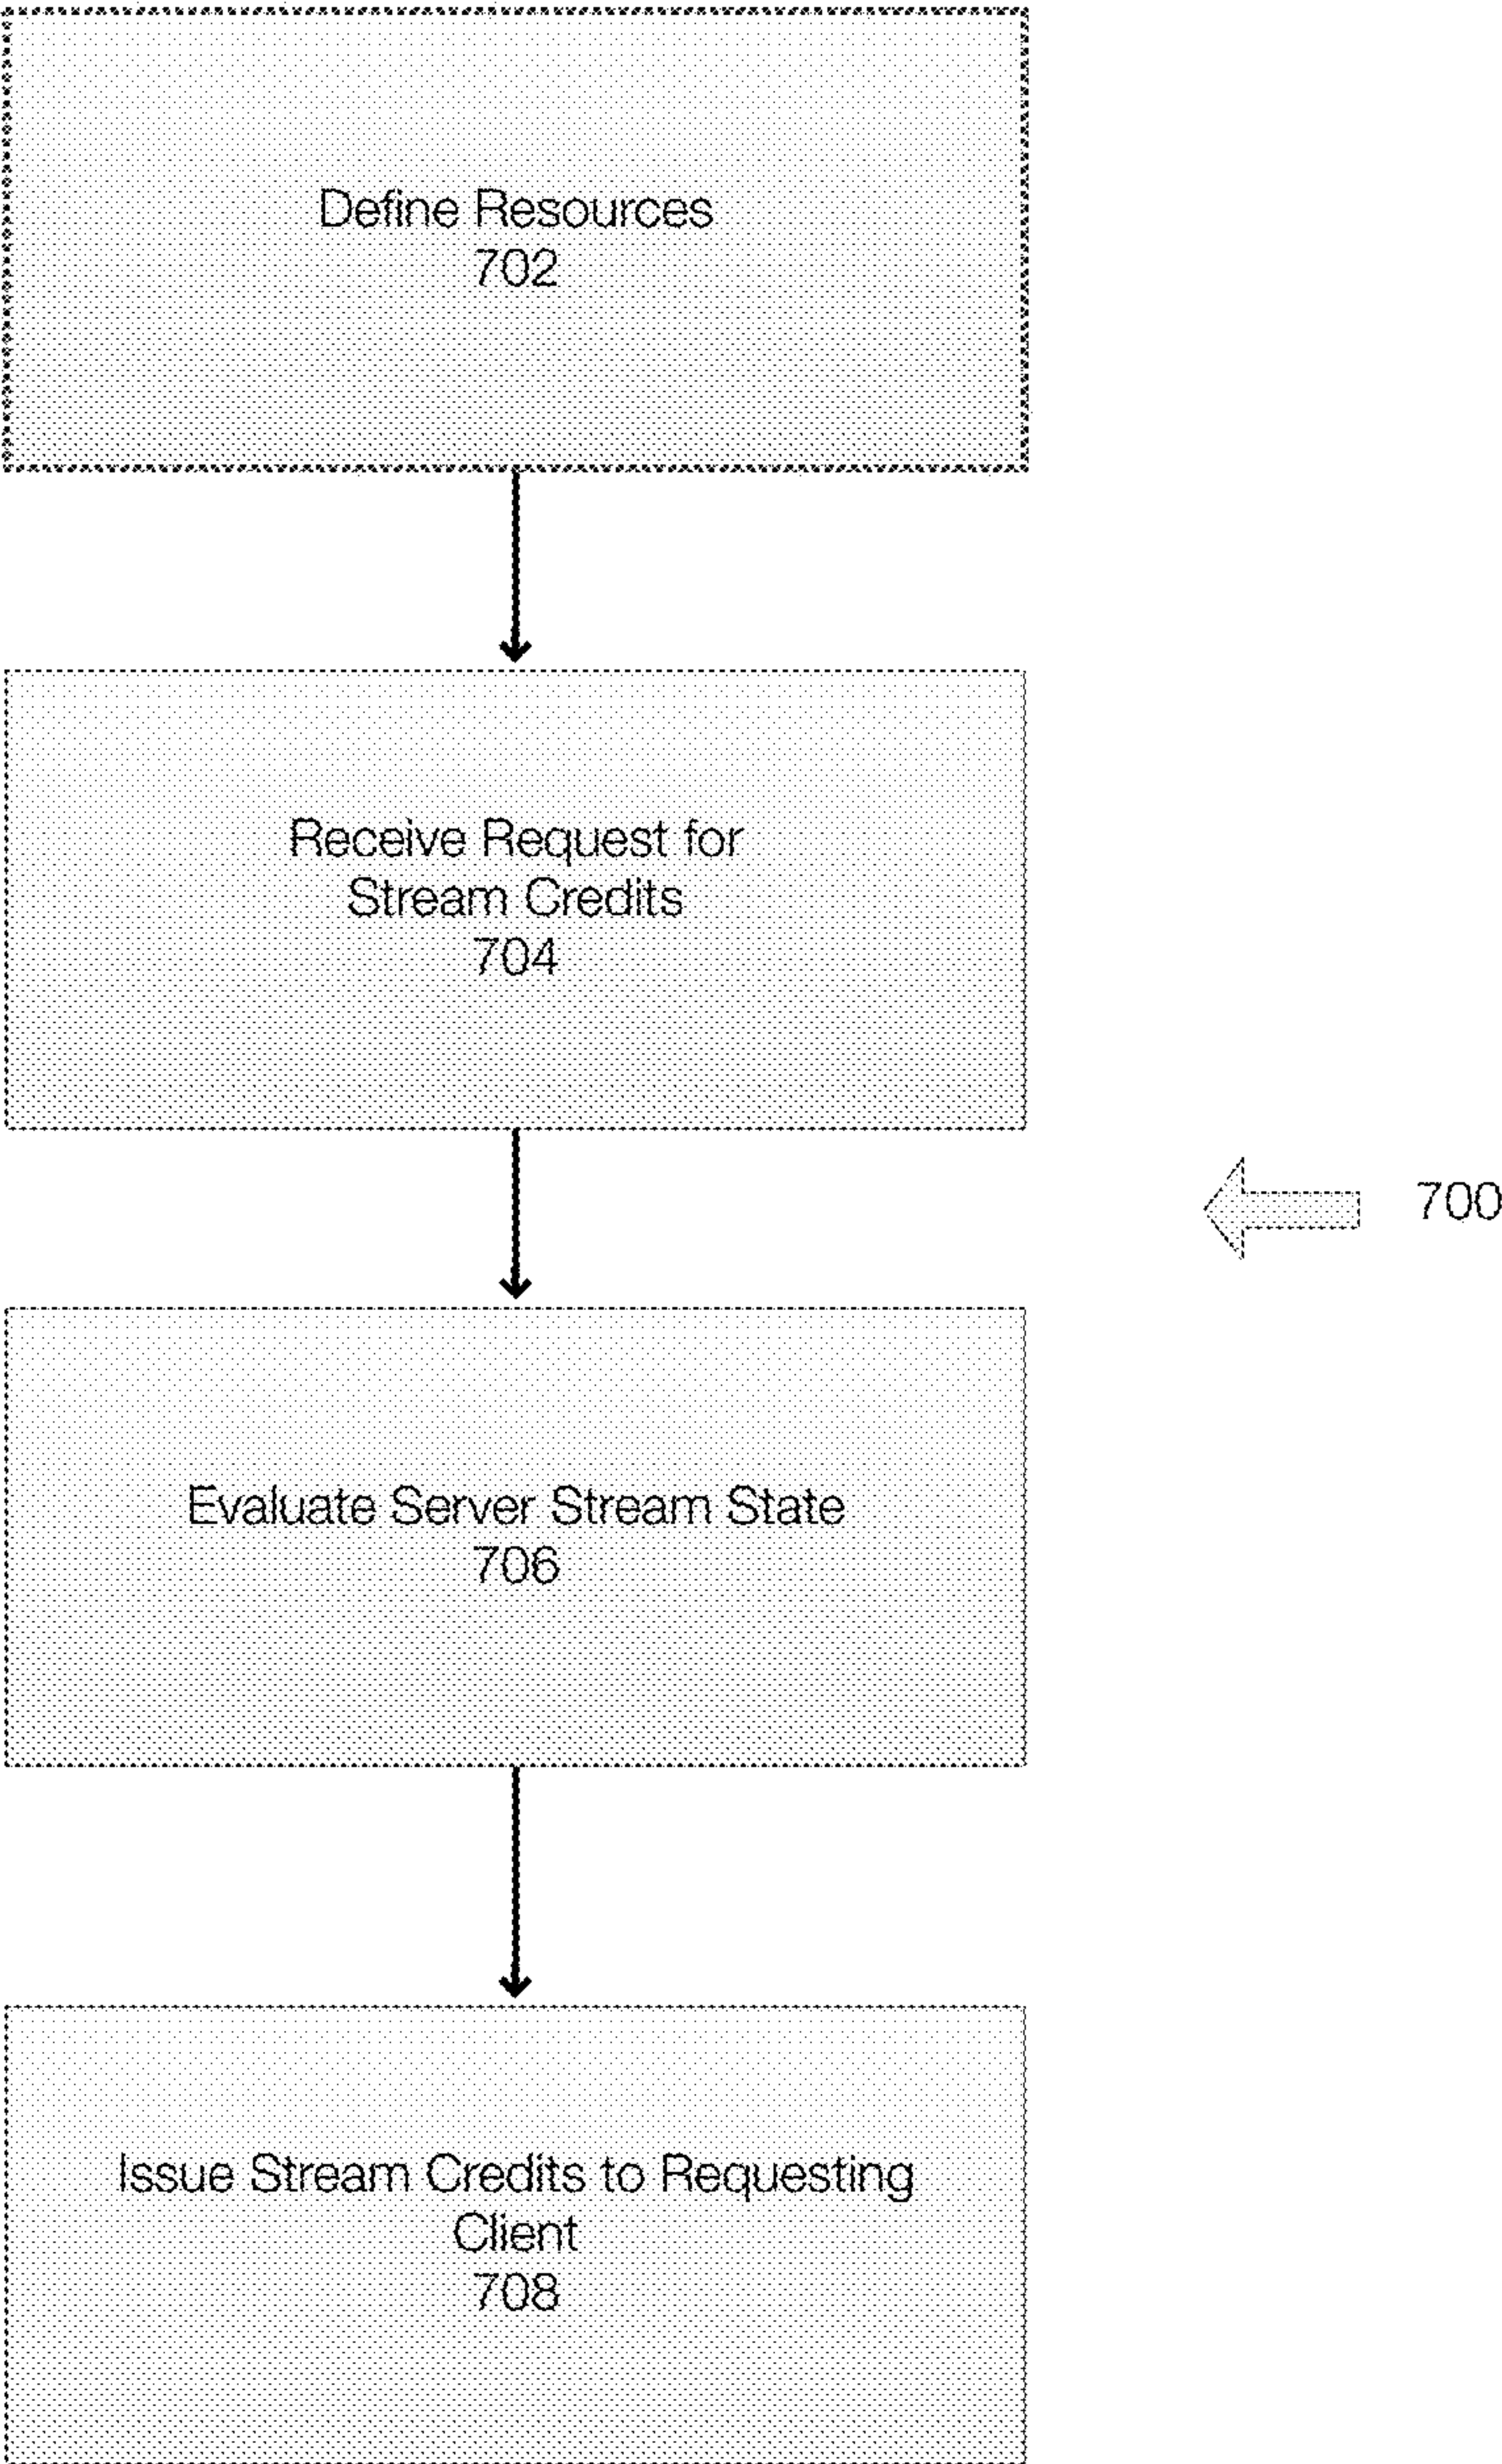 Define Resources
702
Receive Request for
Stream Credits
704
700
Evaluate Server Stream State
706
Issue Stream Credits to Requesting
Client
708